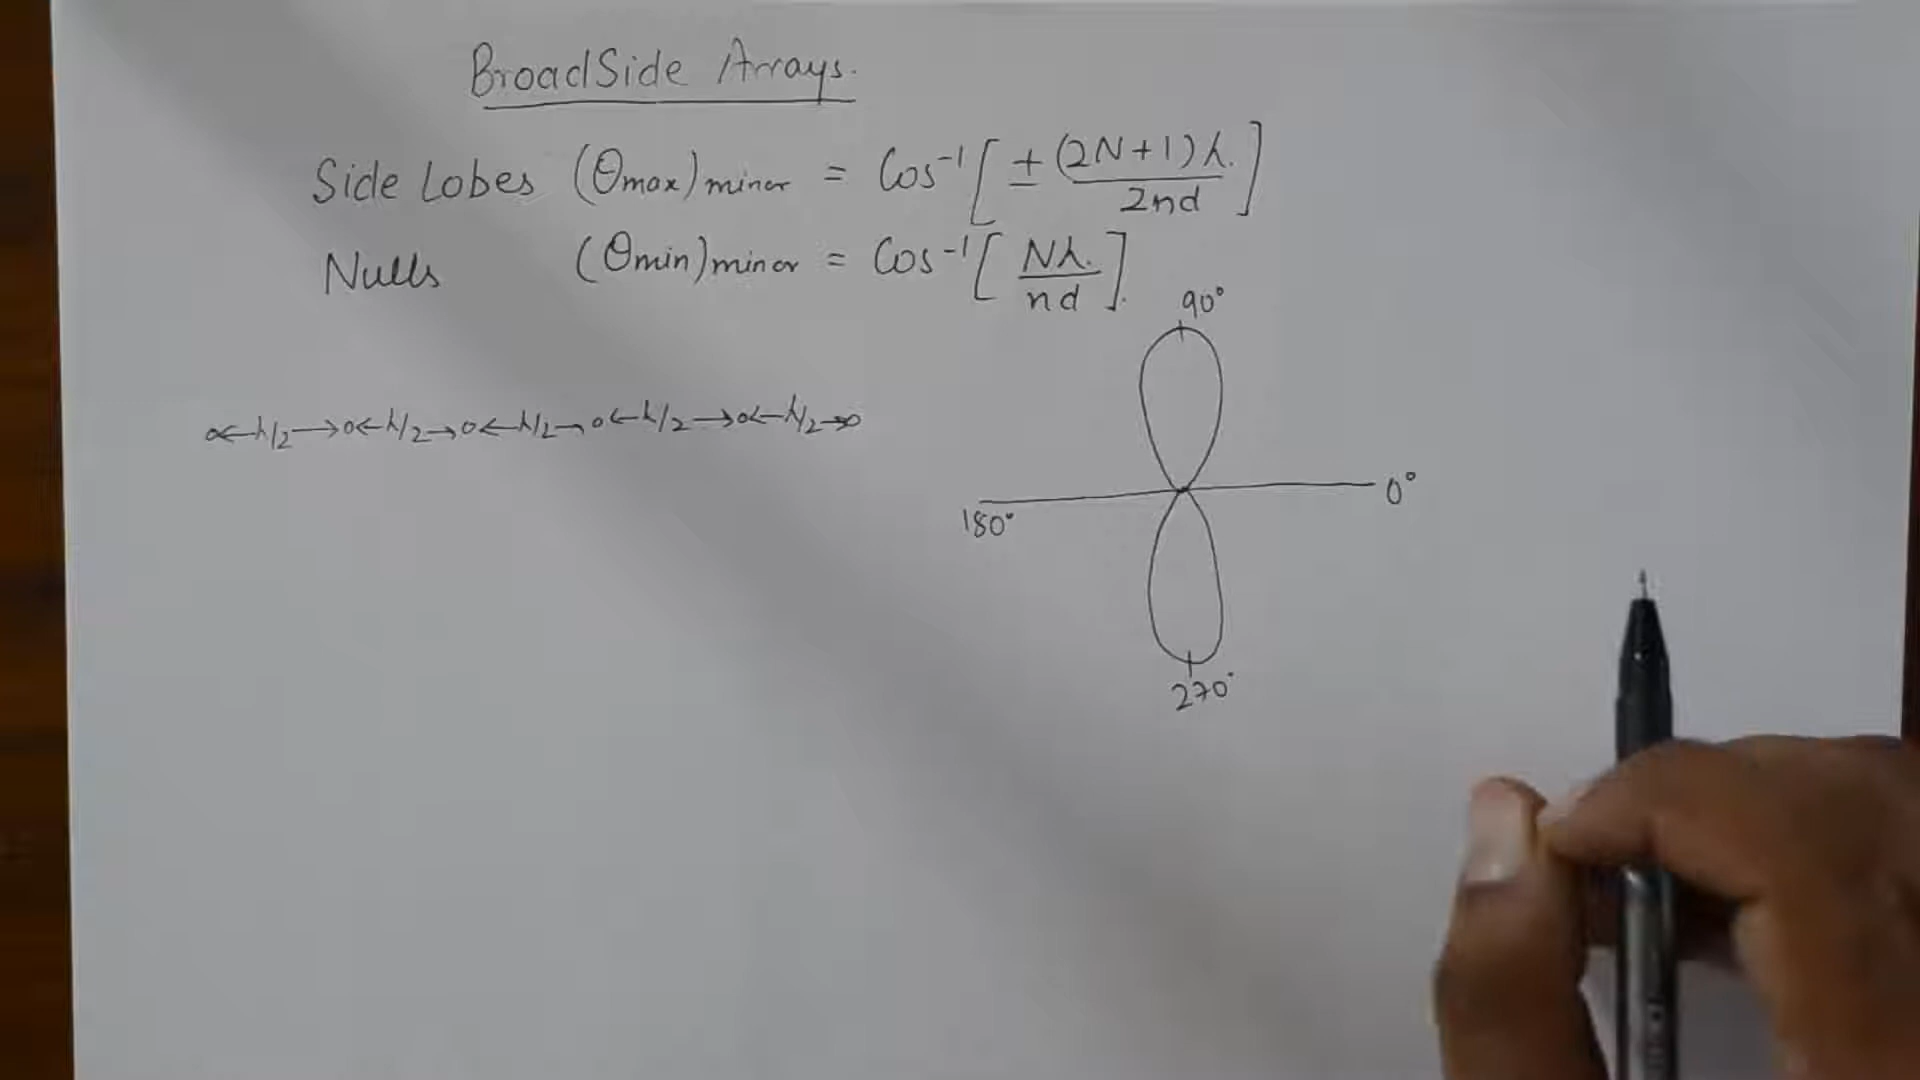 BroadSide Arrays.
Side Lobes (θmax)minor = Cos⁻¹[± (2N+1)λ. / 2nd]
Nulls (θmin)minor = Cos⁻¹[Nλ. / nd].
90°
λ/2 λ/2 λ/2 λ/2 λ/2
0°
180°
270°